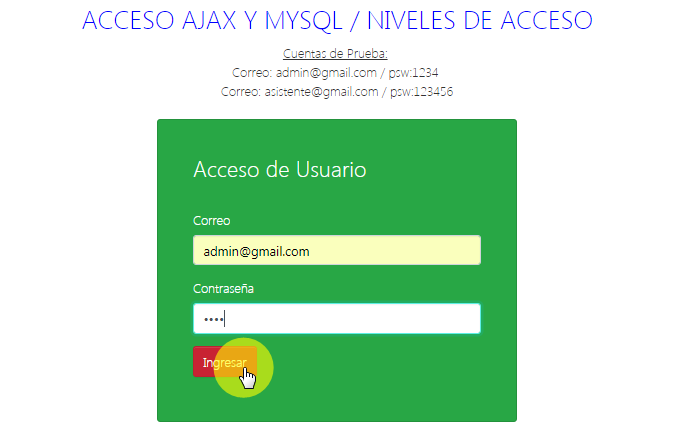 ACCESO AJAX Y MYSQL / NIVELES DE ACCESO
Cuentas de Prueba:
Correo: admin@gmail.com / psw:1234
Correo: asistente@gmail.com / psw:123456
Acceso de Usuario
Correo
admin@gmail.com
Contraseña
••••
Ingresar